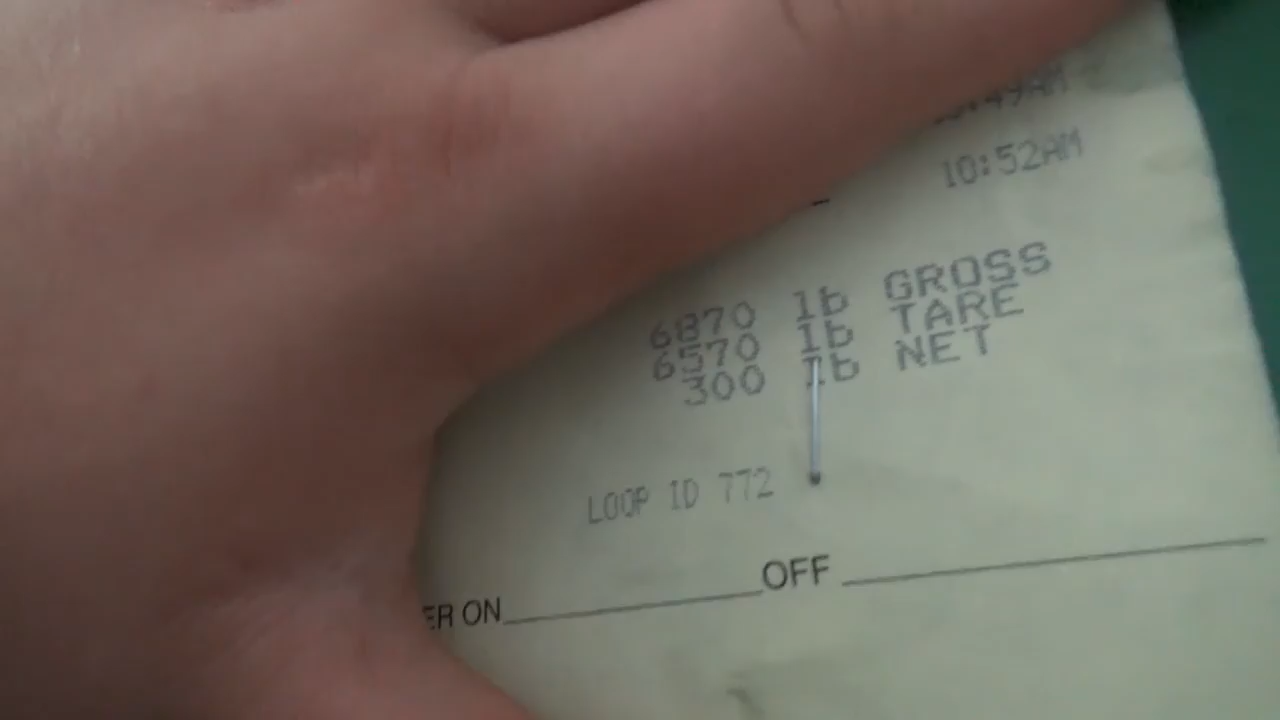 10:52AM
6870 lb GROSS
6570 lb TARE
300 lb NET
LOOP ID 772
ER ON OFF